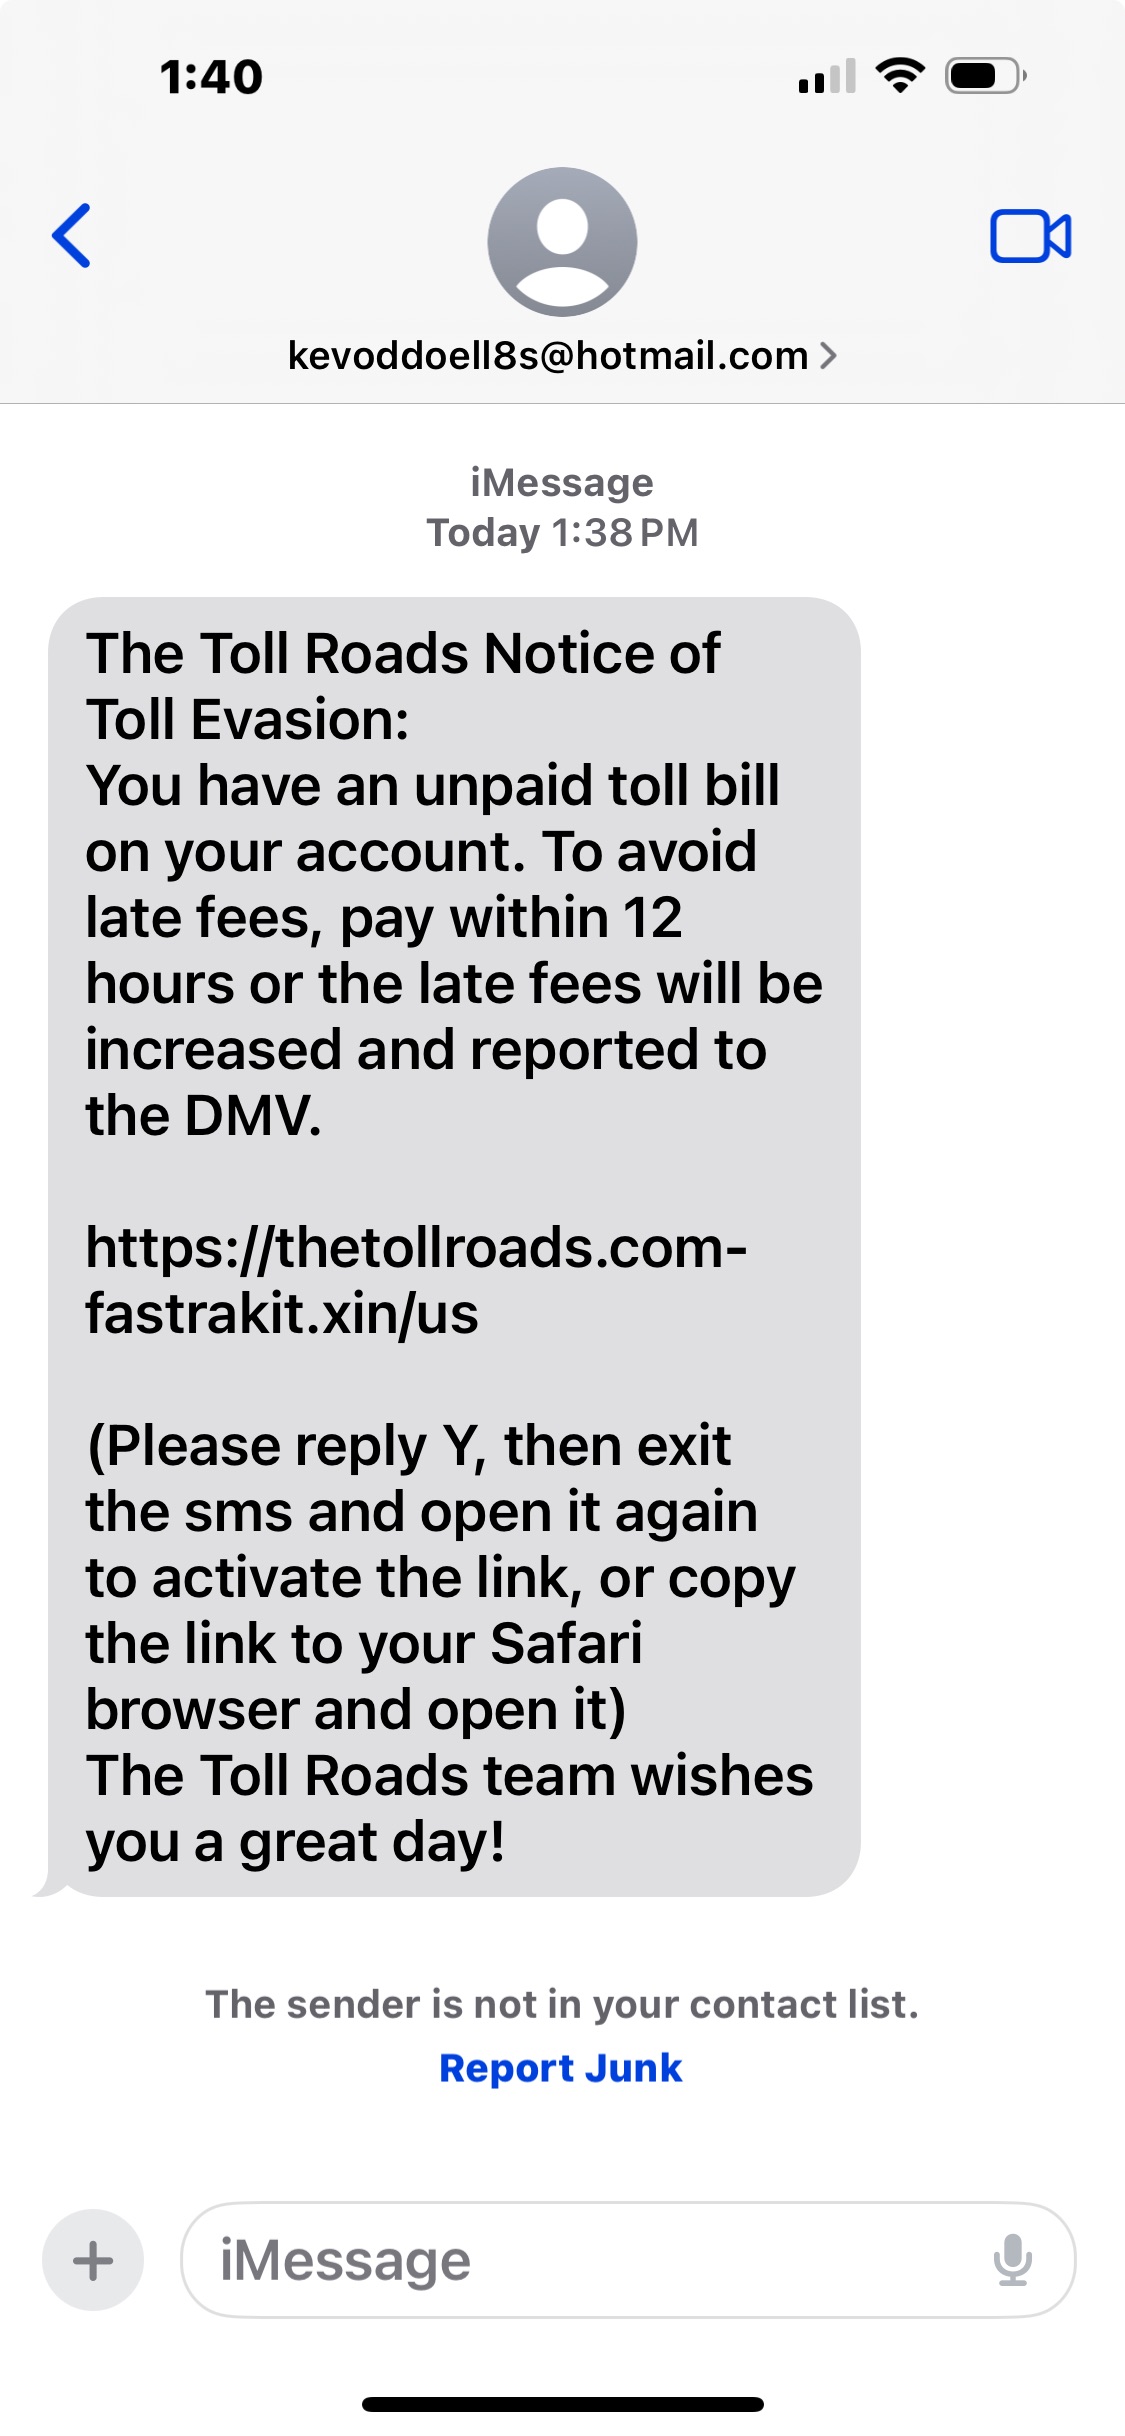 1:40
kevoddoell8s@hotmail.com
iMessage
Today 1:38 PM
The Toll Roads Notice of
Toll Evasion:
You have an unpaid toll bill
on your account. To avoid
late fees, pay within 12
hours or the late fees will be
increased and reported to
the DMV.
https://thetollroads.com-
fastrakit.xin/us
(Please reply Y, then exit
the sms and open it again
to activate the link, or copy
the link to your Safari
browser and open it)
The Toll Roads team wishes
you a great day!
The sender is not in your contact list.
Report Junk
iMessage